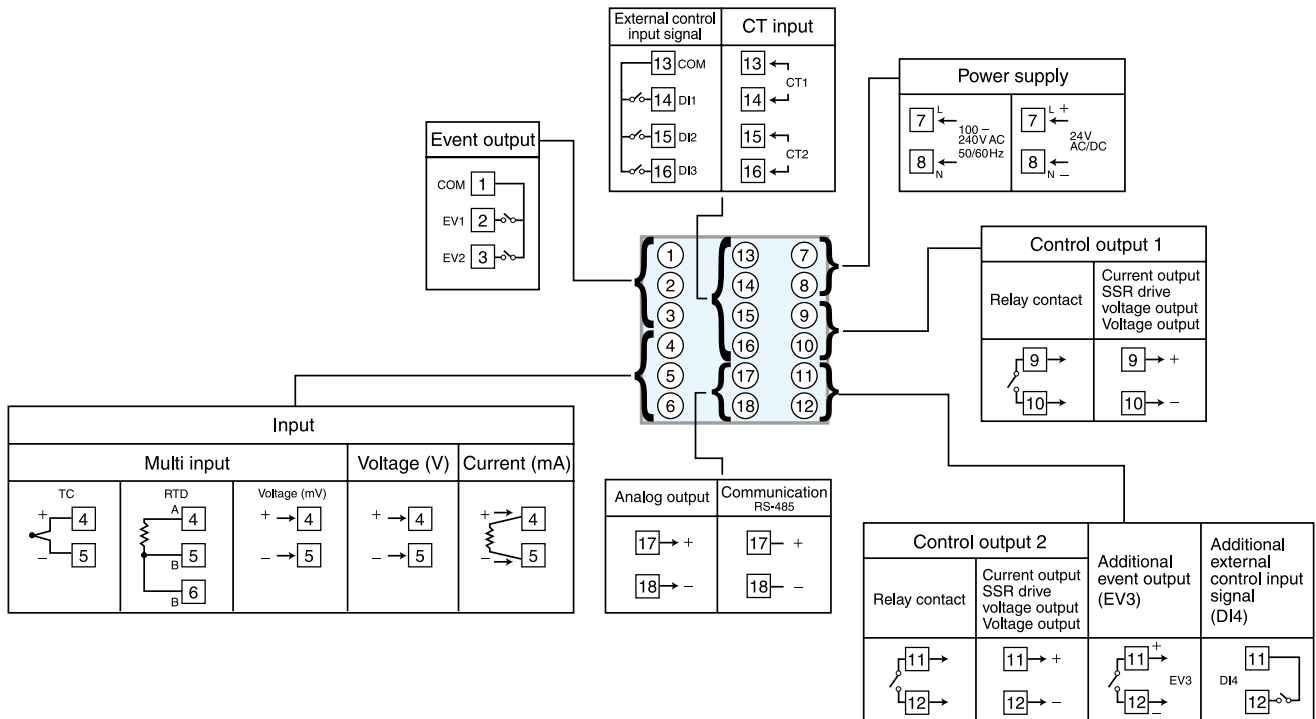 External control
input signal
CT input
13 COM
14 DI1
15 DI2
16 DI3
13
14
CT1
15
16
CT2
Power supply
7 L
8 N
100 –
240V AC
50/60Hz
7 L +
8 N –
24V
AC/DC
Event output
COM 1
EV1 2
EV2 3
1
2
3
4
5
6
13
14
15
16
17
18
7
8
9
10
11
12
Control output 1
Relay contact
Current output
SSR drive
voltage output
Voltage output
9
10
9 +
10 –
Input
Multi input
Voltage (V)
Current (mA)
TC
+ 4
– 5
RTD
A 4
5
B
6
B
Voltage (mV)
+ 4
– 5
+ 4
– 5
+ 4
– 5
Analog output
Communication
RS-485
17 +
18 –
17 +
18 –
Control output 2
Relay contact
Current output
SSR drive
voltage output
Voltage output
Additional
event output
(EV3)
Additional
external
control input
signal
(DI4)
11
12
11 +
12 –
11 +
EV3
12 –
11
DI4
12